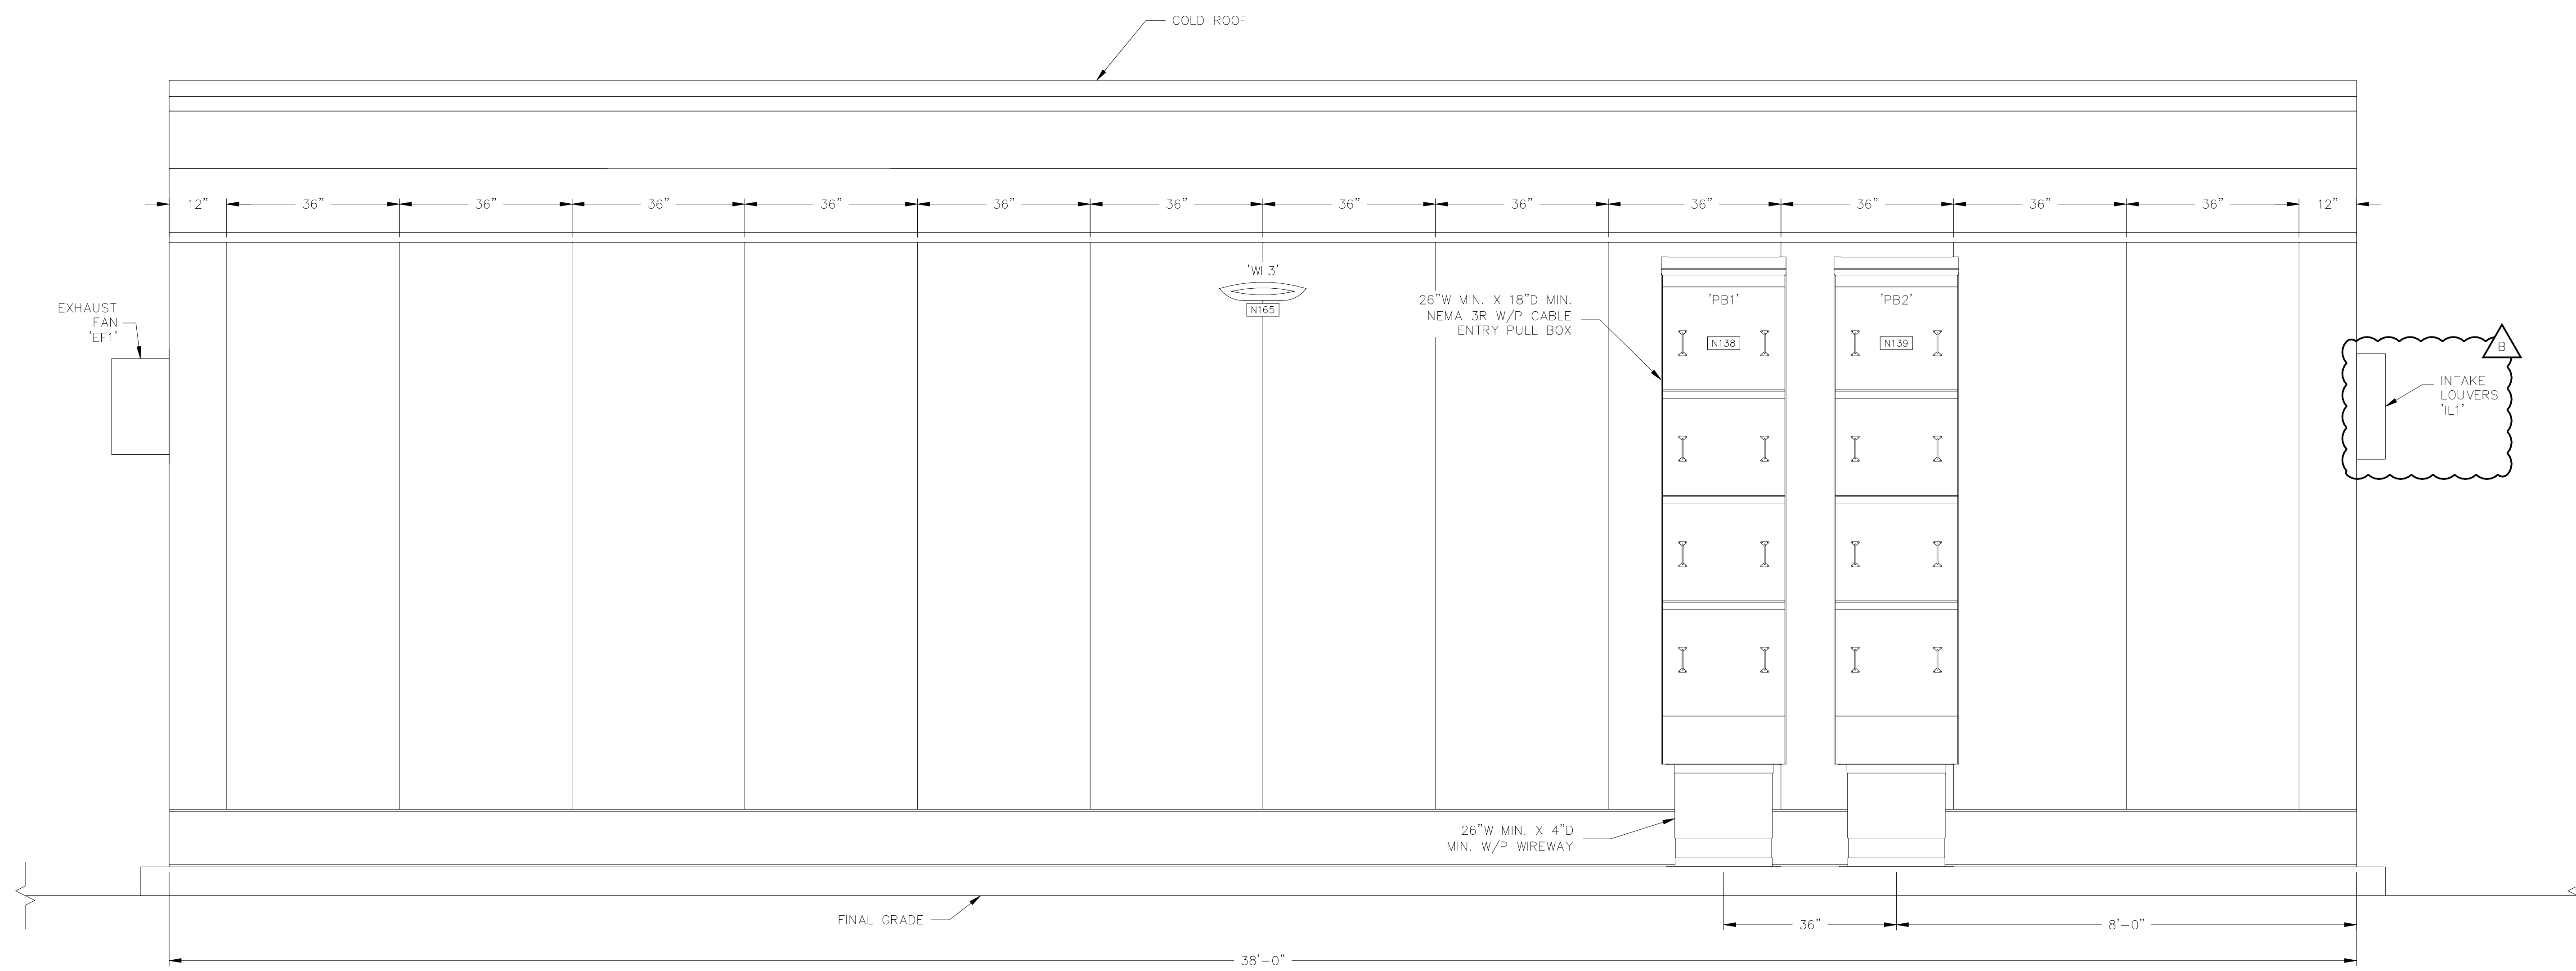 COLD ROOF
12"
36"
36"
36"
36"
36"
36"
36"
36"
36"
36"
36"
36"
12"
'WL3'
N165
EXHAUST
FAN
'EF1'
26"W MIN. X 18"D MIN.
NEMA 3R W/P CABLE
ENTRY PULL BOX
'PB1'
N138
'PB2'
N139
B
INTAKE
LOUVERS
'IL1'
26"W MIN. X 4"D
MIN. W/P WIREWAY
FINAL GRADE
36"
8'-0"
38'-0"